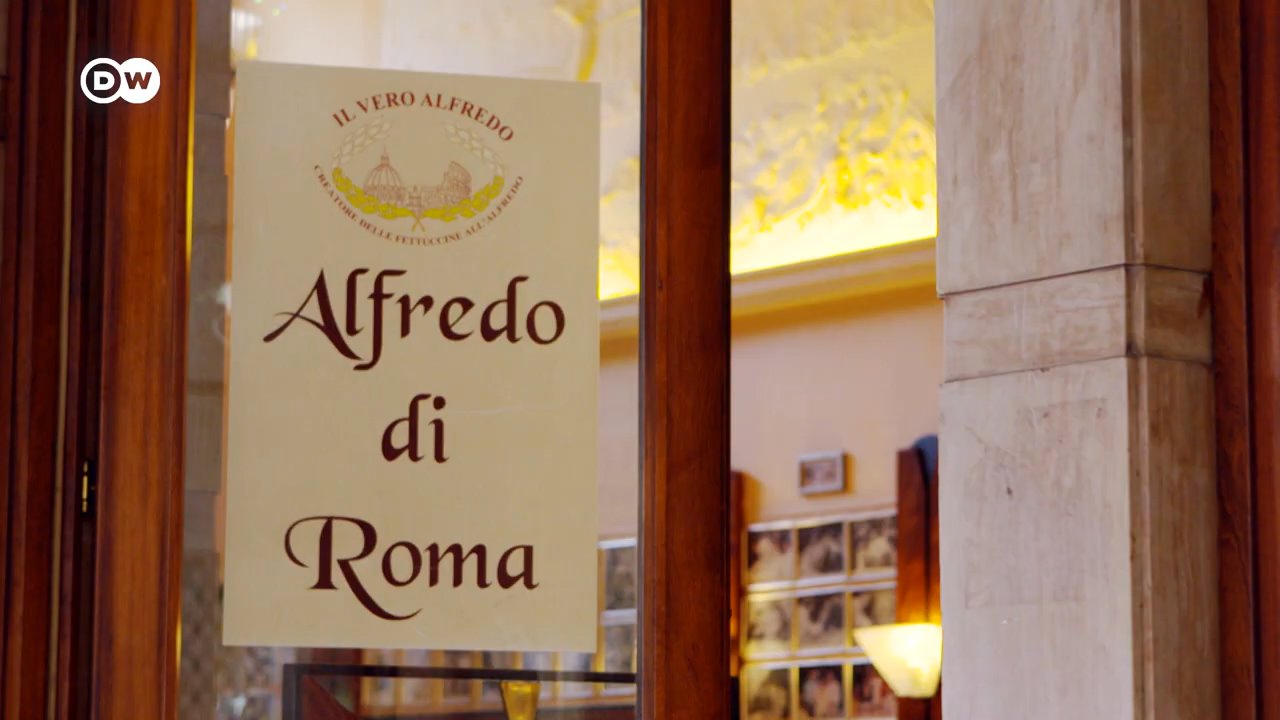 DW
IL VERO ALFREDO
CREATORE DELLE FETTUCCINE ALL'ALFREDO
Alfredo
di
Roma